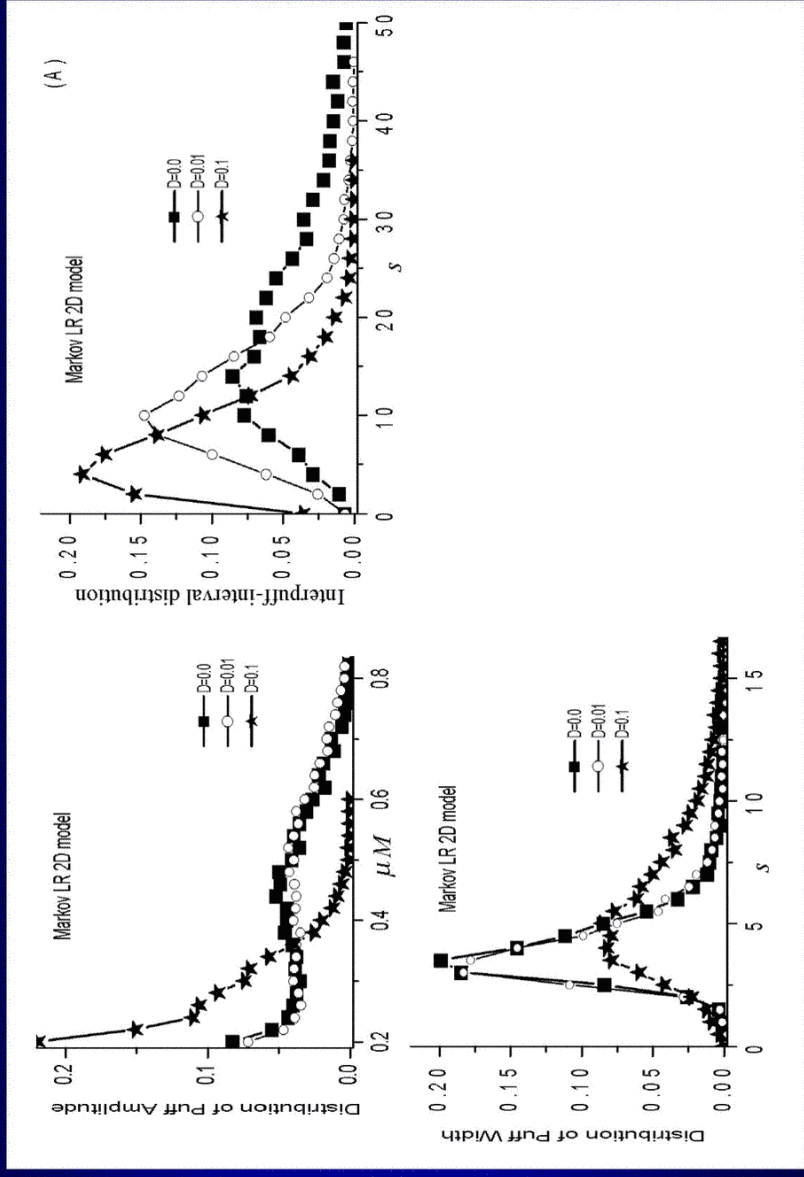 Distribution of Puff Amplitude
0.2
0.1
0.0
Markov LR 2D model
D=0.0
D=0.01
D=0.1
0.2 0.4 0.6 0.8
μM
Interpuff-interval distribution
0.20
0.15
0.10
0.05
0.00
(A)
Markov LR 2D model
D=0.0
D=0.01
D=0.1
0 10 20 30 40 50
s
Distribution of Puff Width
0.20
0.15
0.10
0.05
0.00
Markov LR 2D model
D=0.0
D=0.01
D=0.1
0 5 10 15
s